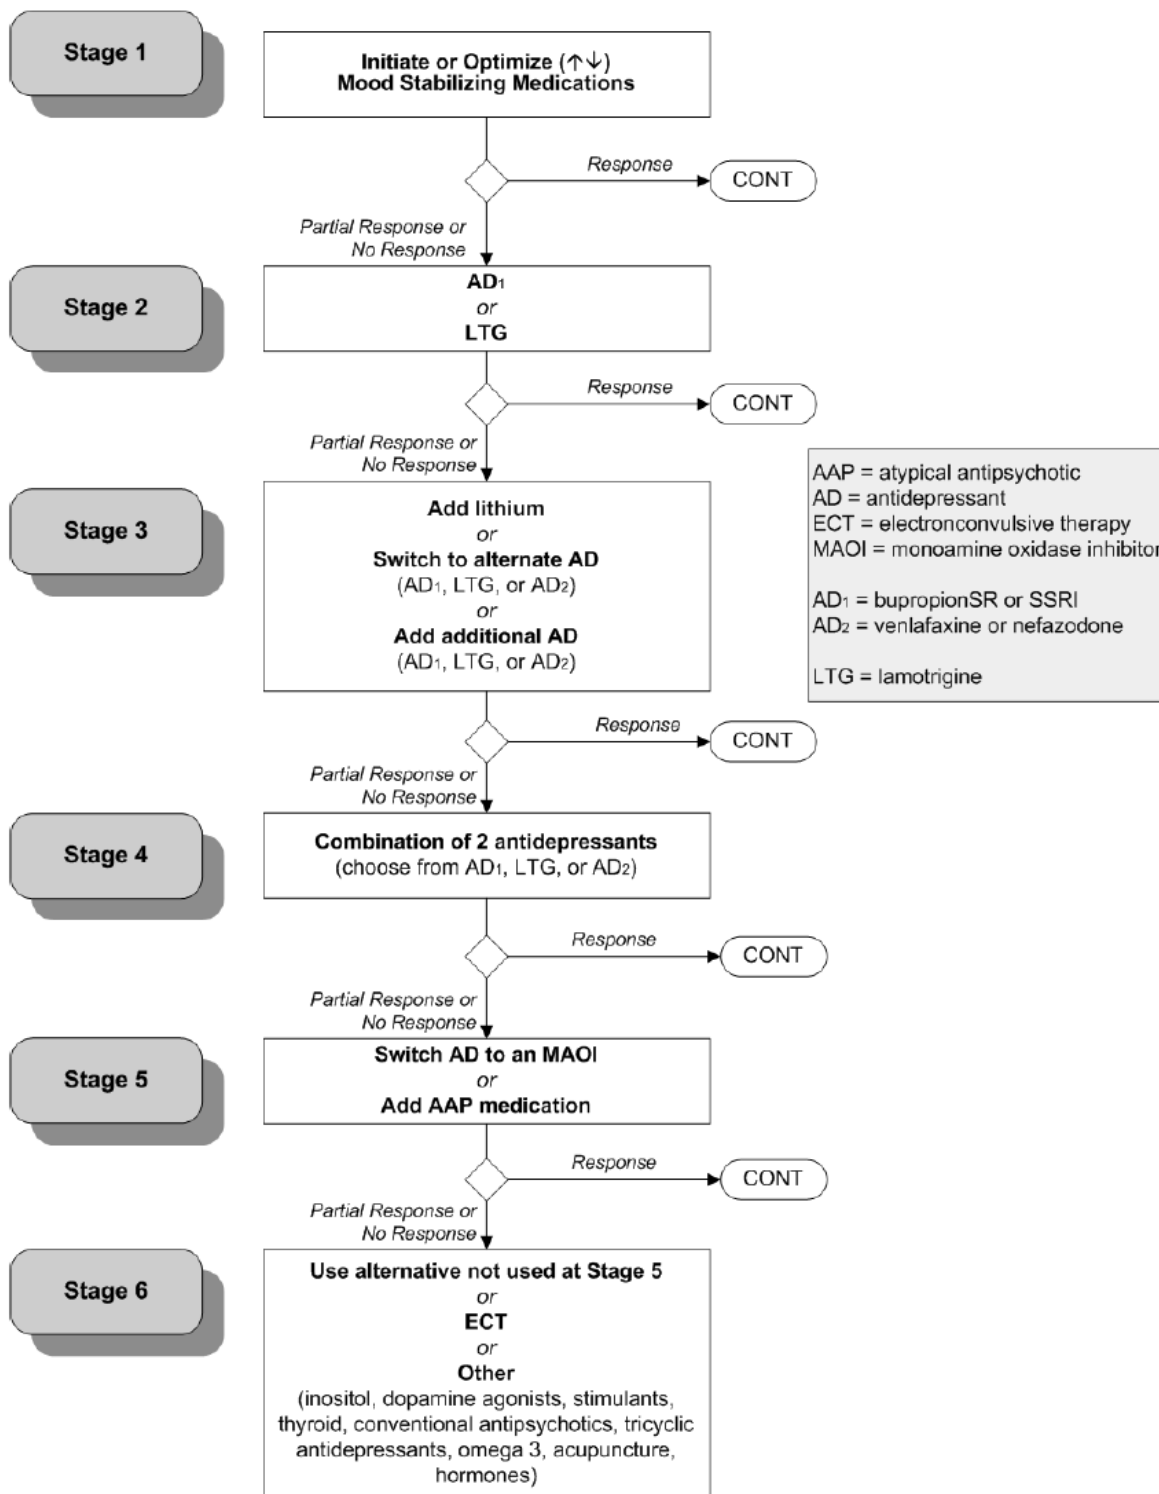 Stage 1
Initiate or Optimize (↑↓)
Mood Stabilizing Medications
Response
CONT
Partial Response or
No Response
Stage 2
AD₁
or
LTG
Response
CONT
Partial Response or
No Response
Stage 3
Add lithium
or
Switch to alternate AD
(AD₁, LTG, or AD₂)
or
Add additional AD
(AD₁, LTG, or AD₂)
AAP = atypical antipsychotic
AD = antidepressant
ECT = electronconvulsive therapy
MAOI = monoamine oxidase inhibitor
AD₁ = bupropionSR or SSRI
AD₂ = venlafaxine or nefazodone
LTG = lamotrigine
Response
CONT
Partial Response or
No Response
Stage 4
Combination of 2 antidepressants
(choose from AD₁, LTG, or AD₂)
Response
CONT
Partial Response or
No Response
Stage 5
Switch AD to an MAOI
or
Add AAP medication
Response
CONT
Partial Response or
No Response
Stage 6
Use alternative not used at Stage 5
or
ECT
or
Other
(inositol, dopamine agonists, stimulants,
thyroid, conventional antipsychotics, tricyclic
antidepressants, omega 3, acupuncture,
hormones)